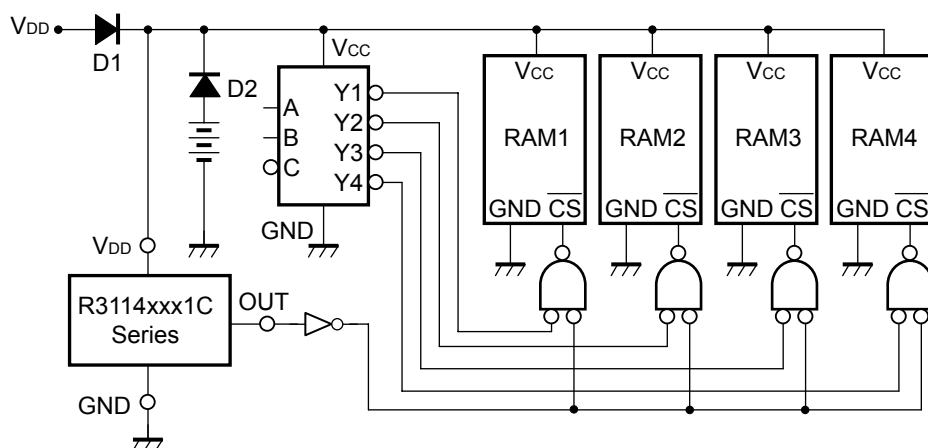 VDD
D1
D2
VCC
A
B
C
Y1
Y2
Y3
Y4
GND
VCC
RAM1
GND CS
VCC
RAM2
GND CS
VCC
RAM3
GND CS
VCC
RAM4
GND CS
VDD
R3114xxx1C
Series
OUT
GND